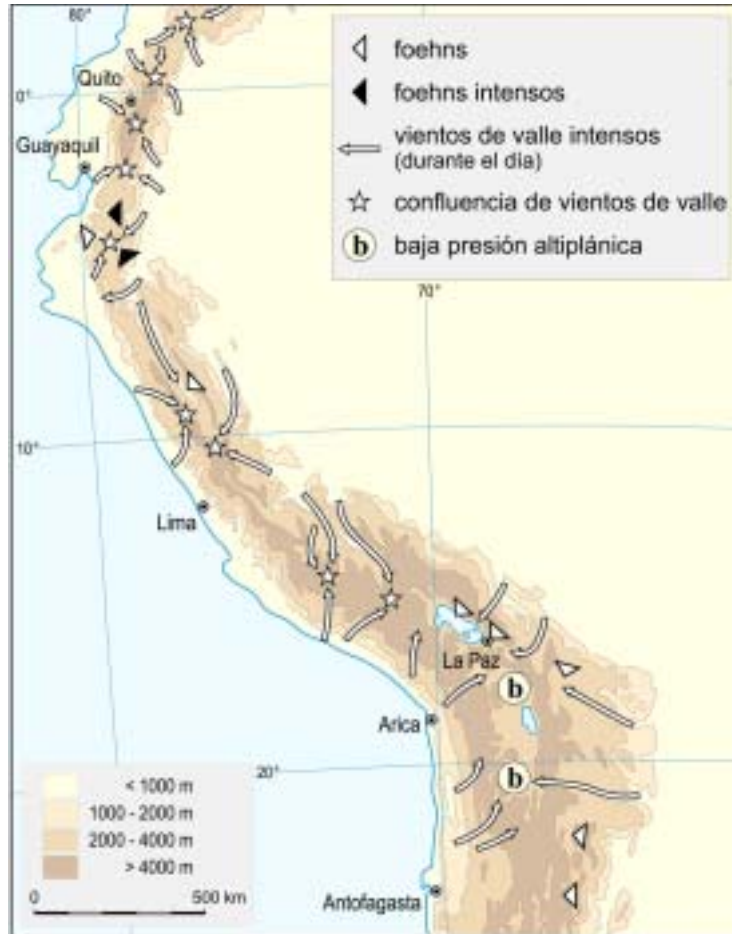 80°
foehns
foehns intensos
vientos de valle intensos
(durante el día)
confluencia de vientos de valle
b baja presión altiplánica
Quito
0°
Guayaquil
70°
10°
Lima
La Paz
b
Arica
20°
b
< 1000 m
1000 - 2000 m
2000 - 4000 m
> 4000 m
0 500 km
Antofagasta